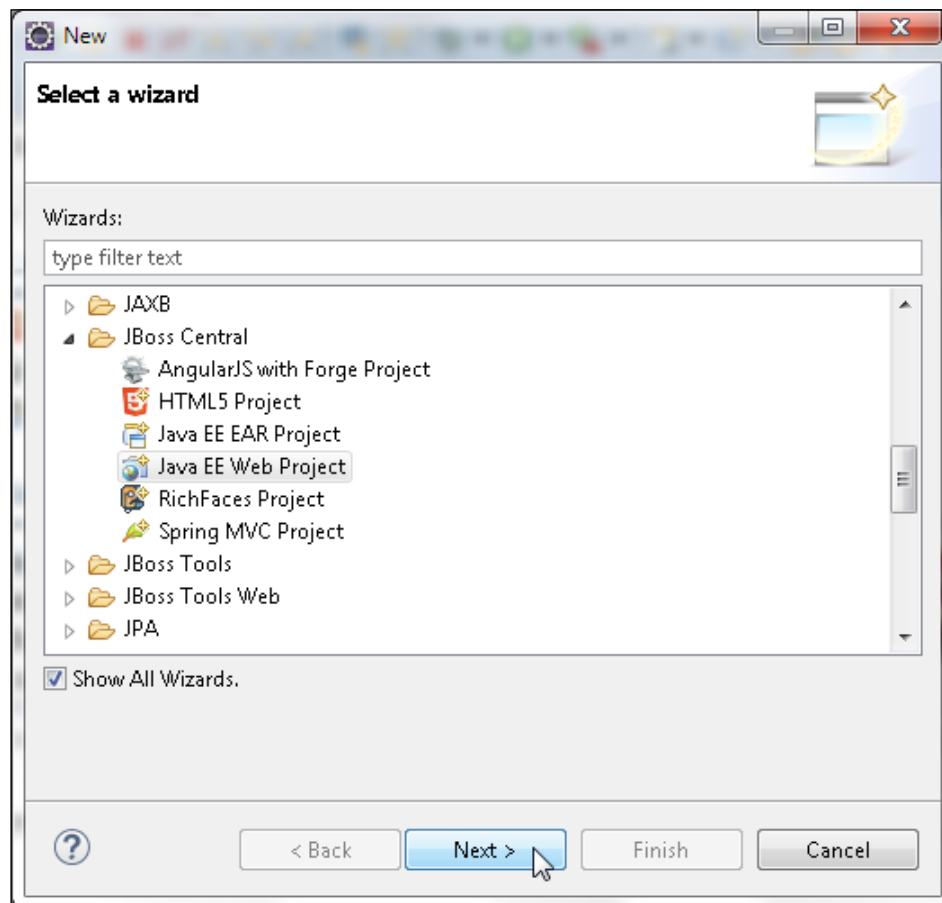 New
Select a wizard
Wizards:
type filter text
JAXB
JBoss Central
AngularJS with Forge Project
HTML5 Project
Java EE EAR Project
Java EE Web Project
RichFaces Project
Spring MVC Project
JBoss Tools
JBoss Tools Web
JPA
Show All Wizards.
< Back Next > Finish Cancel